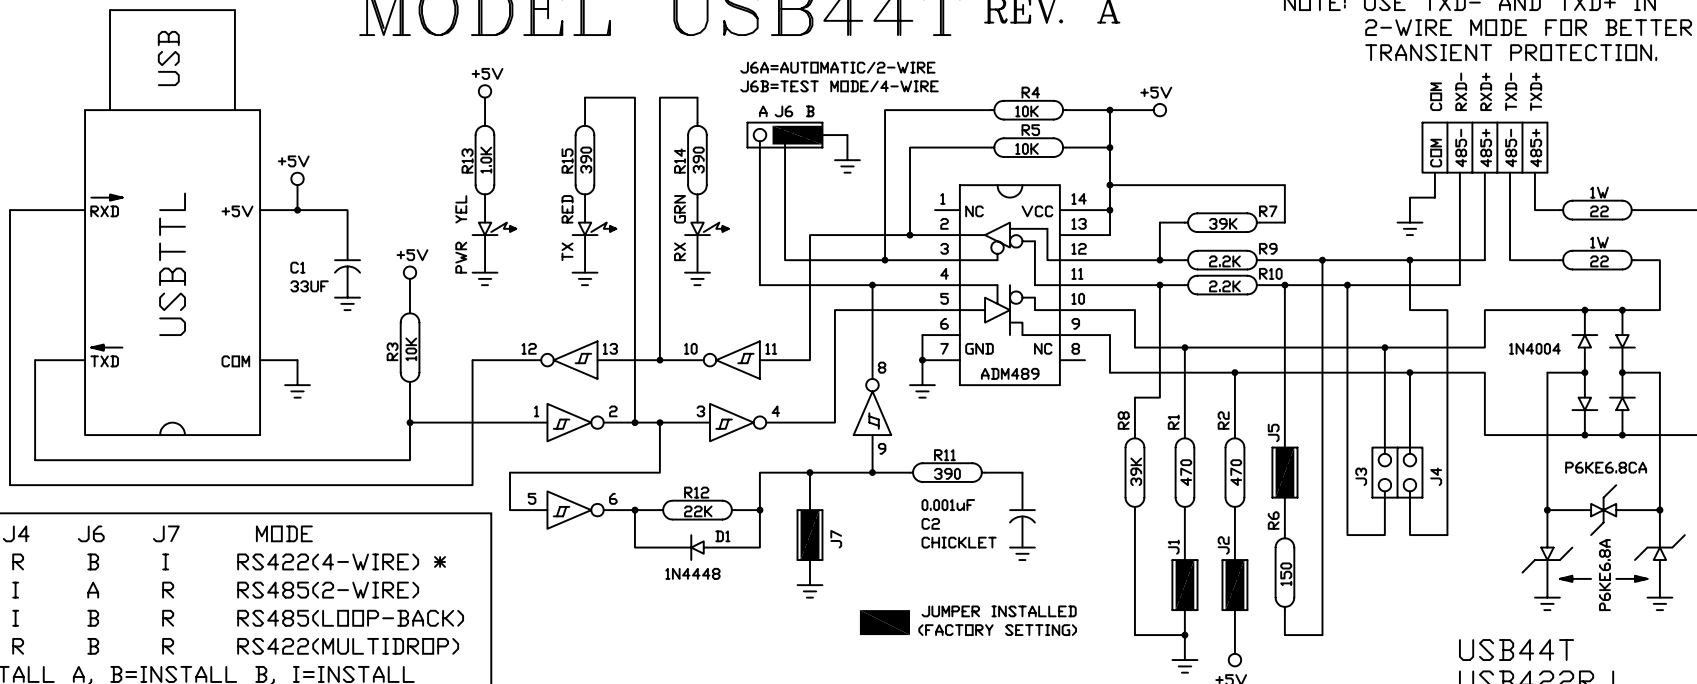 MODEL USB44T REV. A
NOTE: USE TXD- AND TXD+ IN
2-WIRE MODE FOR BETTER
TRANSIENT PROTECTION.
USB
USBTTL
RXD
+5V
TXD
COM
+5V
C1
33UF
+5V
R3
10K
+5V
R13
1.0K
PWR YEL
R15
390
TX RED
R14
390
RX GRN
J6A=AUTOMATIC/2-WIRE
J6B=TEST MODE/4-WIRE
A J6 B
R4
10K
R5
10K
+5V
1
NC
VCC
14
2
13
3
12
4
11
5
10
6
9
7
GND
NC
8
ADM489
R7
39K
R9
2.2K
R10
2.2K
COM
RXD-
RXD+
TXD-
TXD+
COM
485-
485+
485-
485+
1W
22
1W
22
1N4004
P6KE6.8CA
P6KE6.8A
12
13
10
11
1
2
3
4
8
9
5
6
R12
22K
D1
1N4448
J7
R11
390
0.001uF
C2
CHICKLET
R8
39K
R1
470
R2
470
J5
R6
150
J1
J2
+5V
J3
J4
JUMPER INSTALLED
(FACTORY SETTING)
J4 J6 J7 MODE
R B I RS422(4-WIRE) *
I A R RS485(2-WIRE)
I B R RS485(LOOP-BACK)
R B R RS422(MULTIDROP)
TALL A, B=INSTALL B, I=INSTALL
USB44T